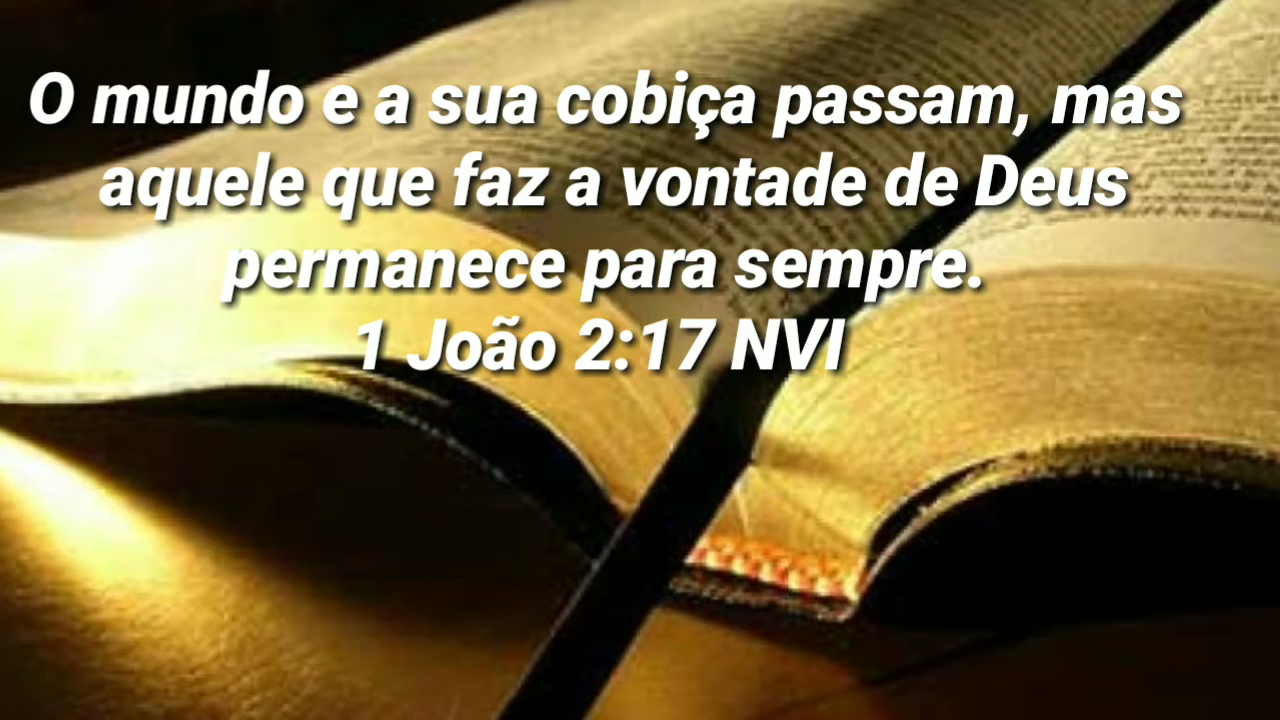 O mundo e a sua cobiça passam, mas
aquele que faz a vontade de Deus
permanece para sempre.
1 João 2:17 NVI